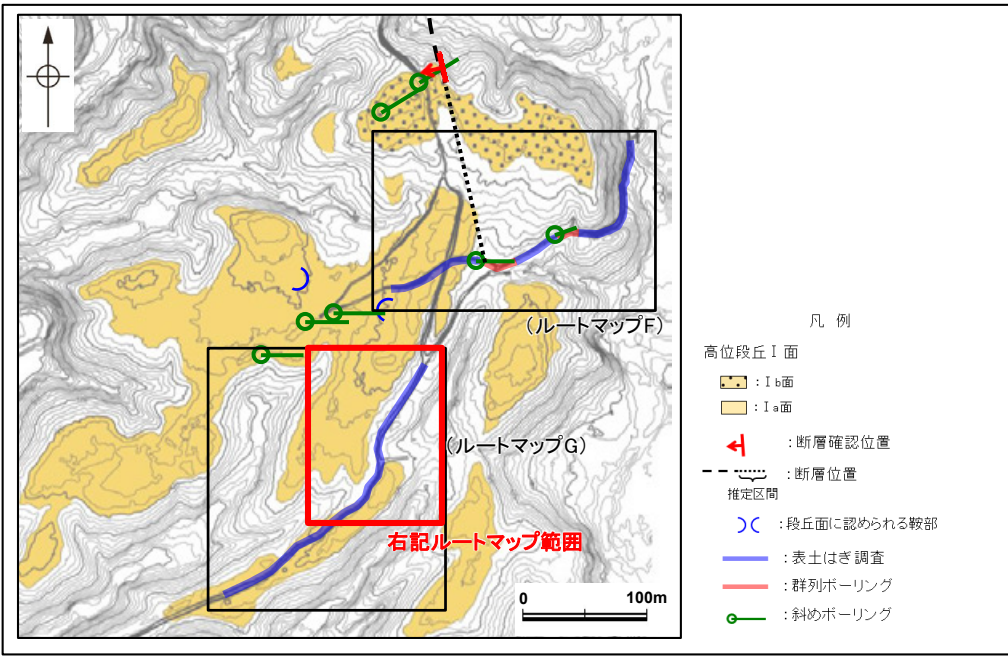 (ルートマップF)
(ルートマップG)
右記ルートマップ範囲
0 100m
凡 例
高位段丘Ⅰ面
:Ⅰb面
:Ⅰa面
:断層確認位置
:断層位置
推定区間
:段丘面に認められる鞍部
:表土はぎ調査
:群列ボーリング
:斜めボーリング